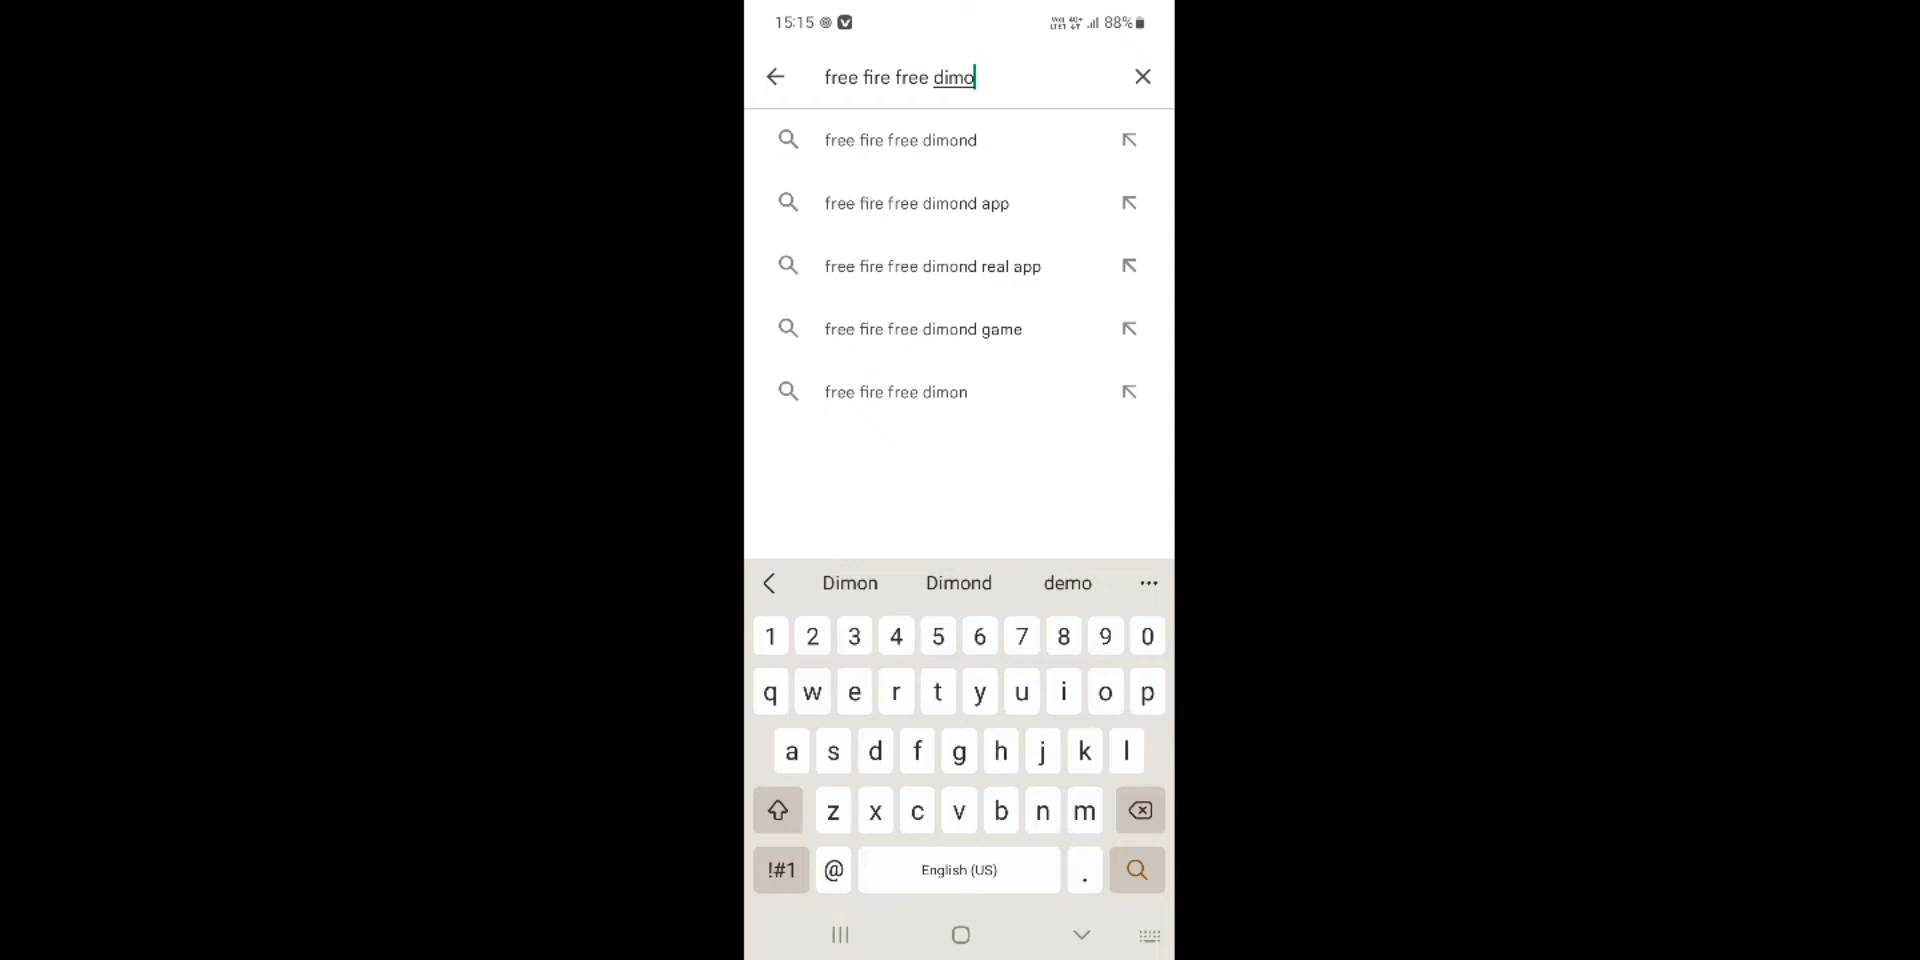 15:15 88%
free fire free dimo
free fire free dimond
free fire free dimond app
free fire free dimond real app
free fire free dimond game
free fire free dimon
Dimon Dimond demo ...
1 2 3 4 5 6 7 8 9 0
q w e r t y u i o p
a s d f g h j k l
z x c v b n m
!#1 @ English (US) .